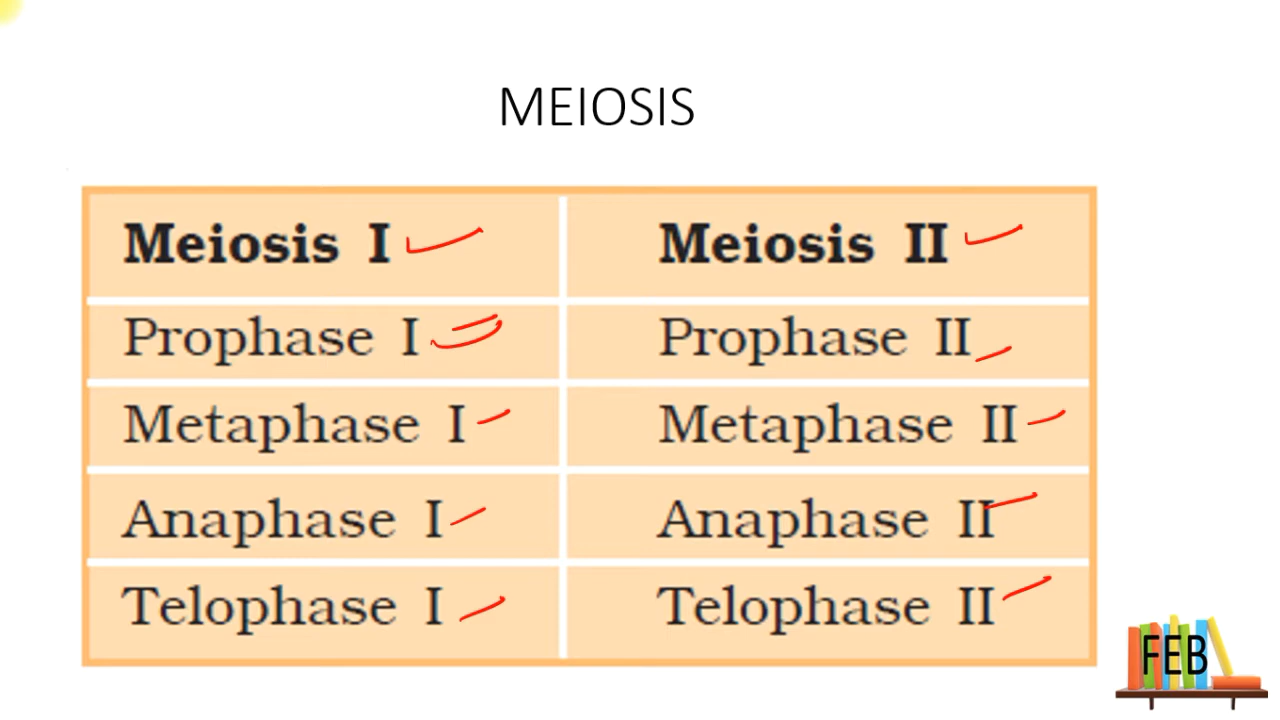 MEIOSIS
Meiosis I Meiosis II
Prophase I Prophase II
Metaphase I Metaphase II
Anaphase I Anaphase II
Telophase I Telophase II
FEB